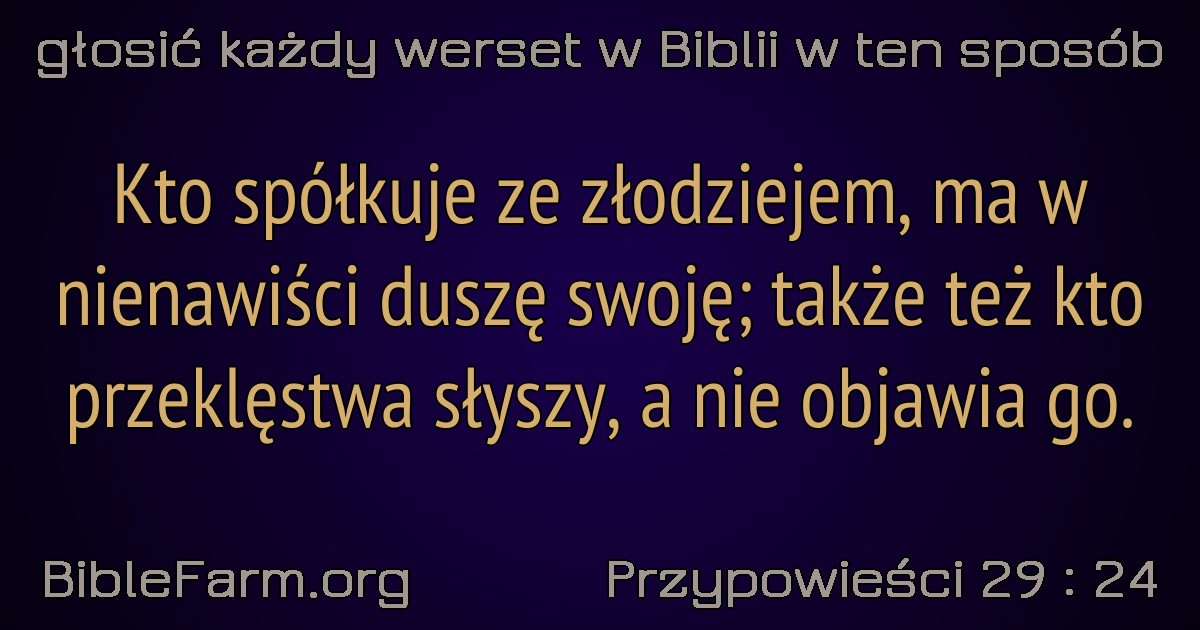 głosić każdy werset w Biblii w ten sposób
Kto spółkuje ze złodziejem, ma w
nienawiści duszę swoję; także też kto
przeklęstwa słyszy, a nie objawia go.
BibleFarm.org
Przypowieści 29 : 24